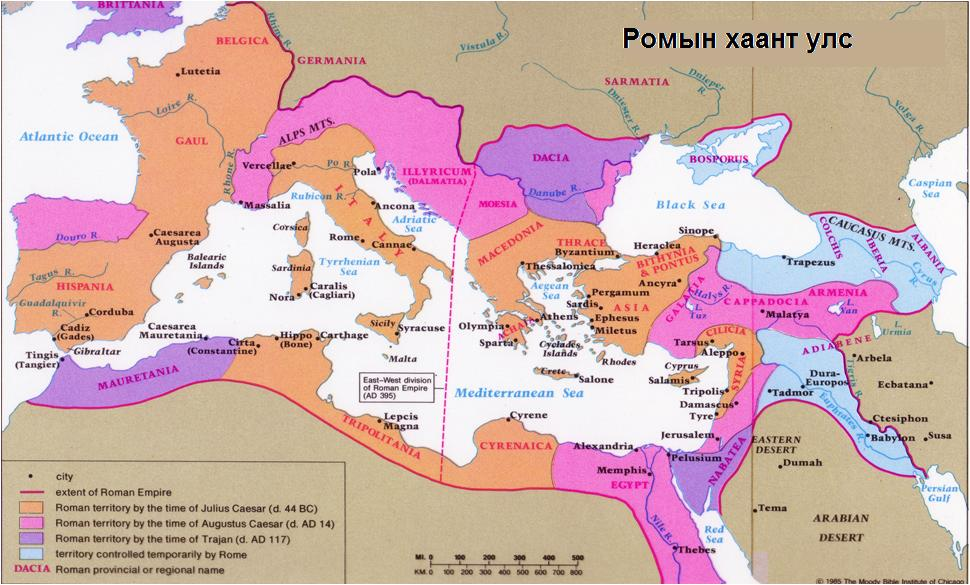 Ромын хаант улс
BRITTANIA
BELGICA
Rhine R.
GERMANIA
Vistula R.
SARMATIA
Dnieper R.
Dniester R.
Volga R.
Lutetia
Loire R.
Atlantic Ocean
GAUL
ALPS MTS.
Vercellae
Po R.
Rhone R.
Pola
ILLYRICUM
(DALMATIA)
DACIA
Danube R.
MOESIA
BOSPORUS
Black Sea
Caspian
Sea
Massalia
Rubicon R.
ITALY
Ancona
Adriatic
Sea
Corsica
Rome
Cannae
MACEDONIA
THRACE
Byzantium
Heraclea
Sinope
BITHYNIA
& PONTUS
CAUCASUS MTS.
COLCHIS
IBERIA
ALBANIA
Cyrus R.
Trapezus
Douro R.
Caesarea
Augusta
Balearic
Islands
Tyrrhenian
Sea
Sardinia
Caralis
(Cagliari)
Nora
Thessalonica
Aegean
Sea
Pergamum
Ancyra
Halys R.
GALATIA
L.
Tuz
CAPPADOCIA
ARMENIA
L.
Van
Malatya
Tagus R.
HISPANIA
Guadalquivir
R.
Corduba
Cadiz
(Gades)
Gibraltar
Tingis
(Tangier)
Caesarea
Mauretania
Cirta
(Constantine)
Hippo
(Bone)
Carthage
Sicily
Syracuse
Malta
Olympia
Sparta
ACHAIA
Athens
Cyclades
Islands
Sardis
ASIA
Ephesus
Miletus
Rhodes
Crete
Salone
CILICIA
Tarsus
Aleppo
Cyprus
Salamis
SYRIA
Tripolis
Damascus
Tyre
L.
Urmia
ADIABENE
Arbela
Tigris R.
Dura-
Europos
Tadmor
Euphrates R.
Ecbatana
Ctesiphon
Babylon
Susa
MAURETANIA
East–West division
of Roman Empire
(AD 395)
Mediterranean Sea
Lepcis
Magna
TRIPOLITANIA
Cyrene
CYRENAICA
Alexandria
Jerusalem
Pelusium
Memphis
EGYPT
NABATEA
EASTERN
DESERT
Dumah
Persian
Gulf
Tema
Red
Sea
Nile R.
Thebes
ARABIAN
DESERT
city
extent of Roman Empire
Roman territory by the time of Julius Caesar (d. 44 BC)
Roman territory by the time of Augustus Caesar (d. AD 14)
Roman territory by the time of Trajan (d. AD 117)
territory controlled temporarily by Rome
DACIA Roman provincial or regional name
MI. 0 100 200 300 400 500
KM. 0 100 200 300 400 600 700 800
© 1985 The Moody Bible Institute of Chicago